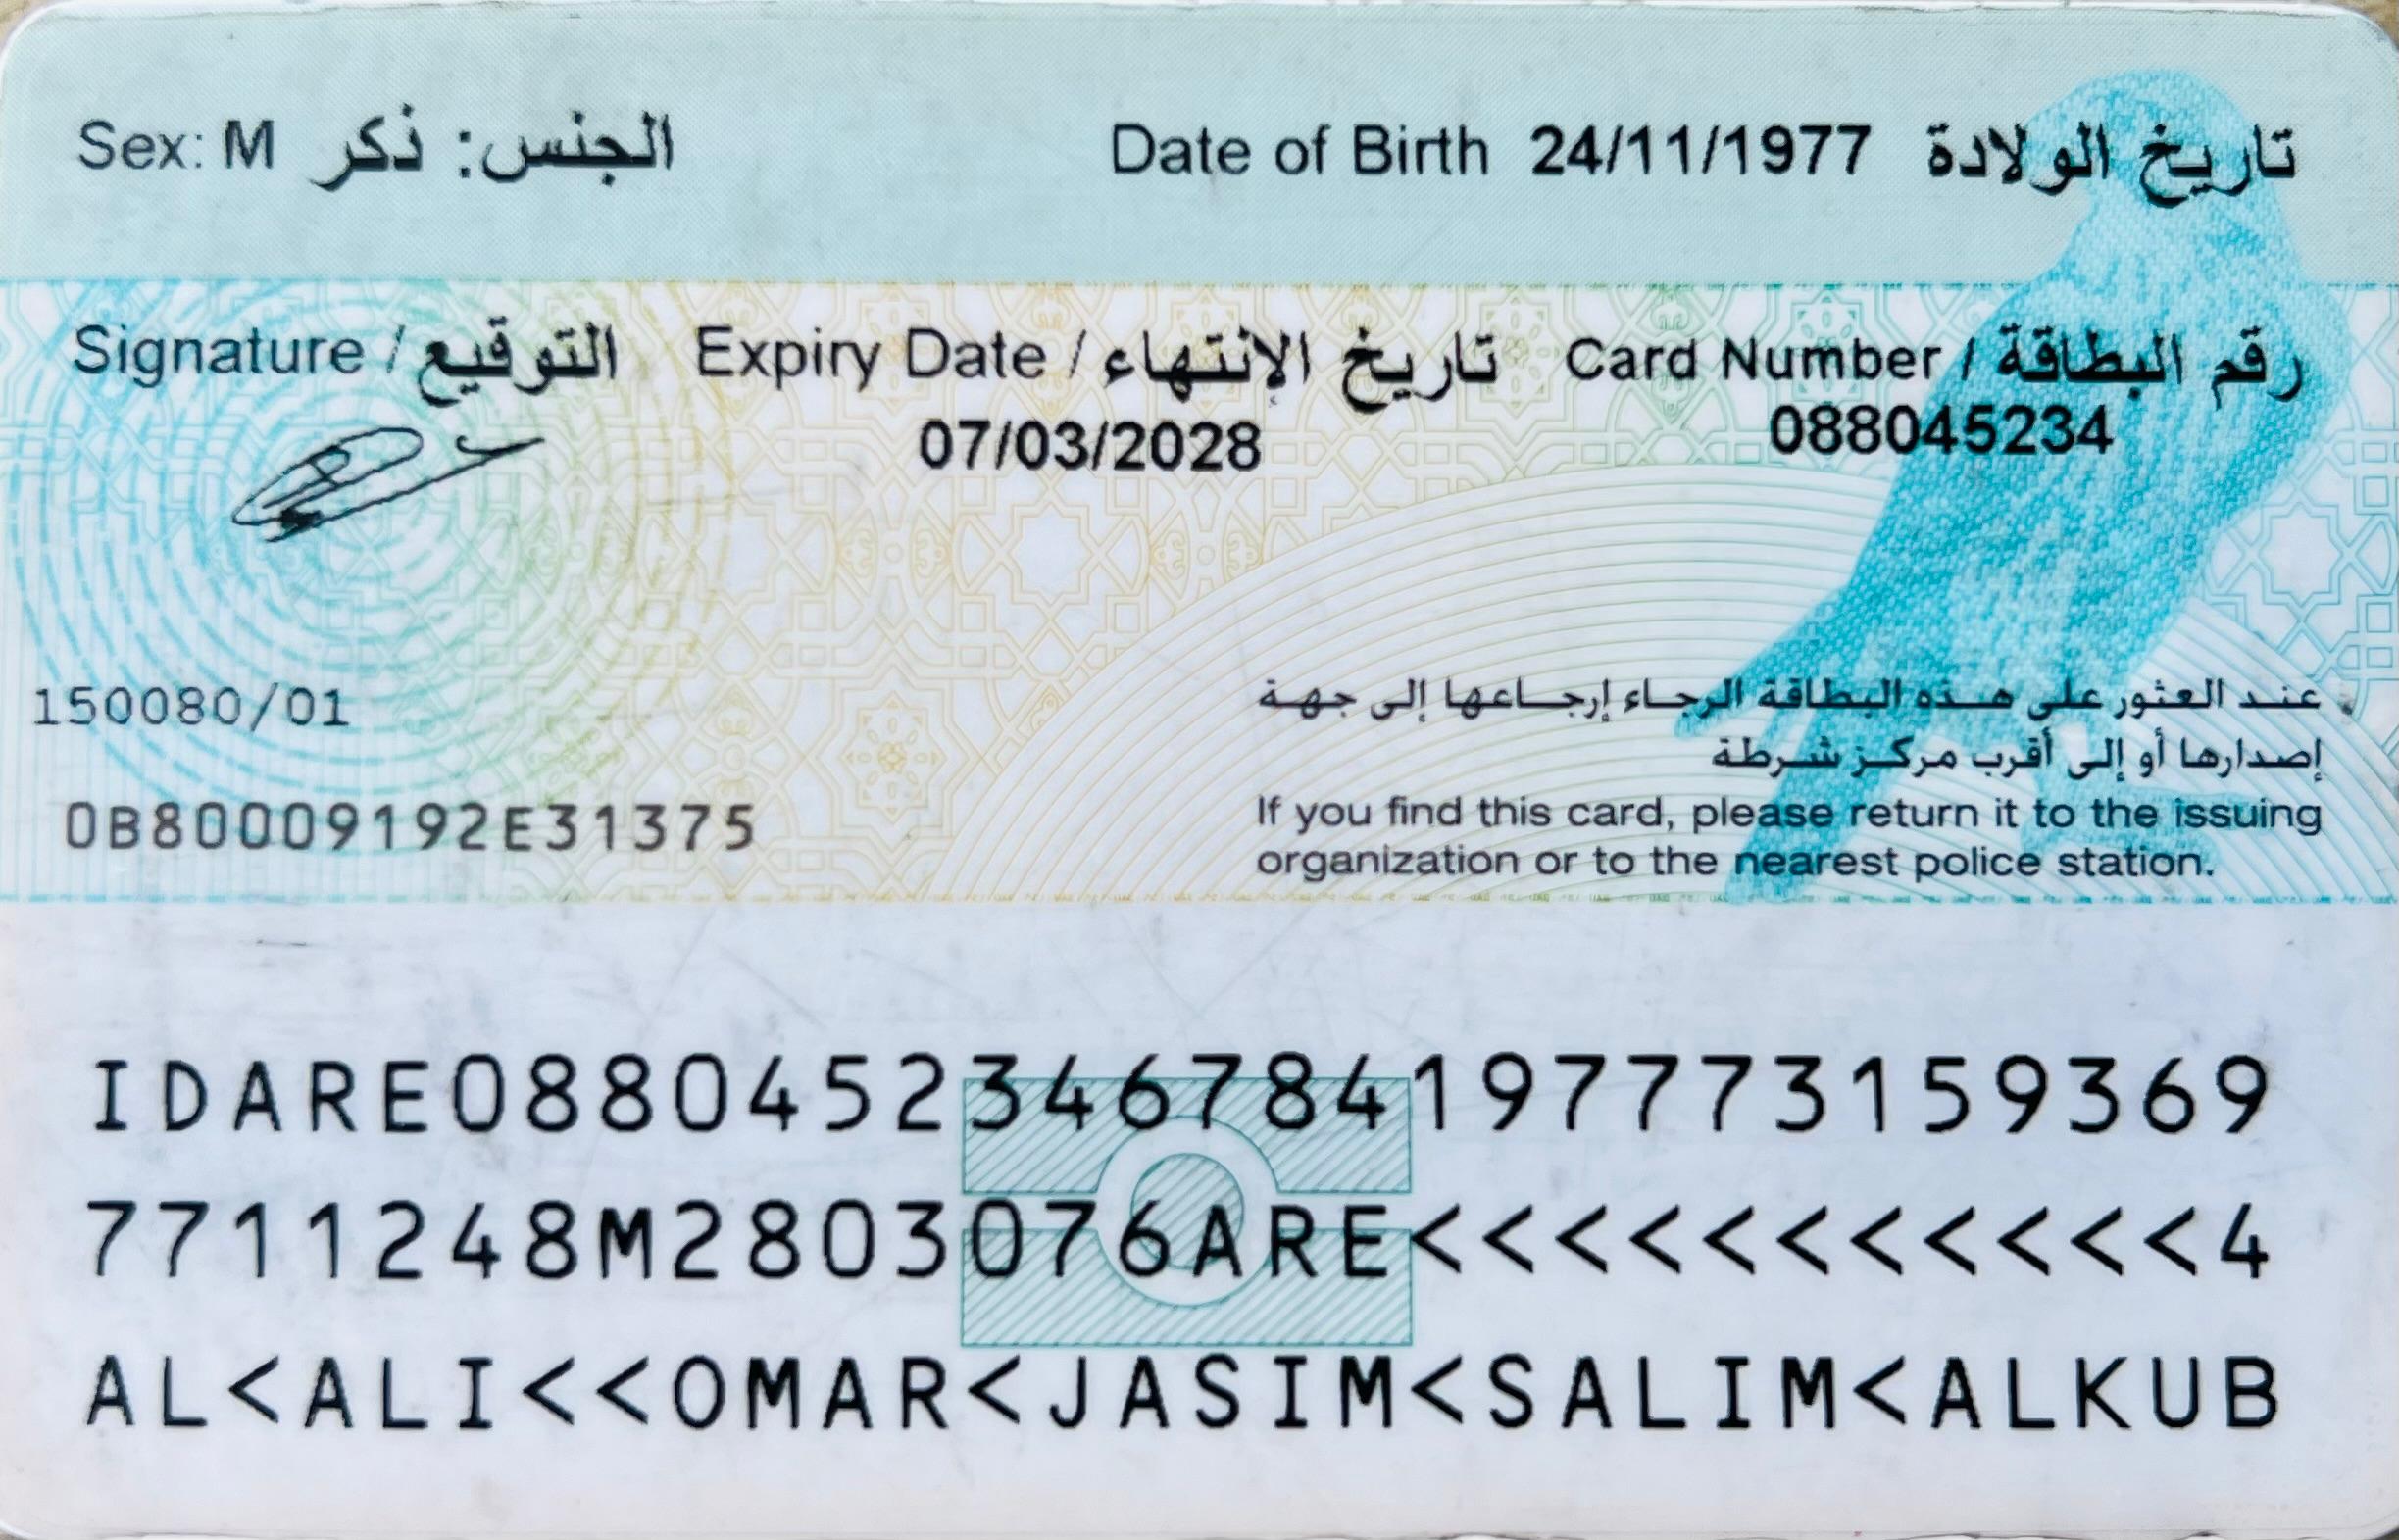 Sex: M الجنس: ذكر Date of Birth 24/11/1977 تاريخ الولادة
Signature / التوقيع Expiry Date / تاريخ الإنتهاء Card Number / رقم البطاقة
07/03/2028 088045234
150080/01
عند العثور على هذه البطاقة الرجاء إرجاعها إلى جهة
إصدارها أو إلى أقرب مركز شرطة
0B80009192E31375
If you find this card, please return it to the issuing
organization or to the nearest police station.
IDARE0880452346784197773159369
7711248M2803076ARE<<<<<<<<<<<4
AL<ALI<<OMAR<JASIM<SALIM<ALKUB